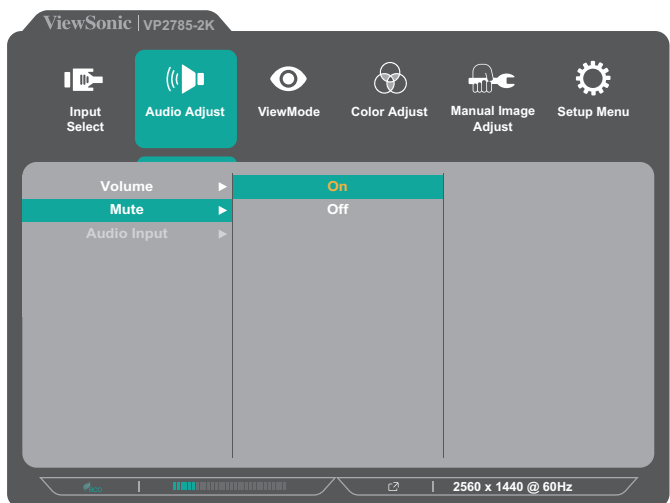 ViewSonic | VP2785-2K
Input Select
Audio Adjust
ViewMode
Color Adjust
Manual Image Adjust
Setup Menu
Volume
On
Mute
Off
Audio Input
eco
2560 x 1440 @ 60Hz